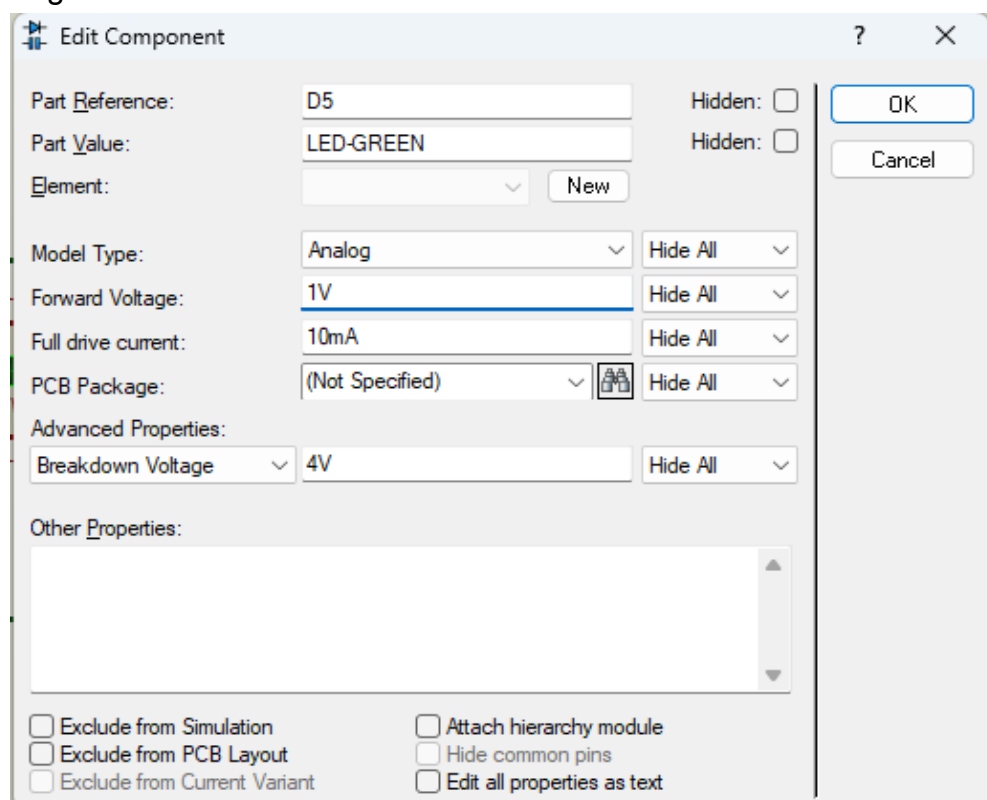 Edit Component ? ×
Part Reference: D5 Hidden:
Part Value: LED-GREEN Hidden:
Element: New
Model Type: Analog Hide All
Forward Voltage: 1V Hide All
Full drive current: 10mA Hide All
PCB Package: (Not Specified) Hide All
Advanced Properties:
Breakdown Voltage 4V Hide All
Other Properties:
Exclude from Simulation Attach hierarchy module
Exclude from PCB Layout Hide common pins
Exclude from Current Variant Edit all properties as text
OK
Cancel